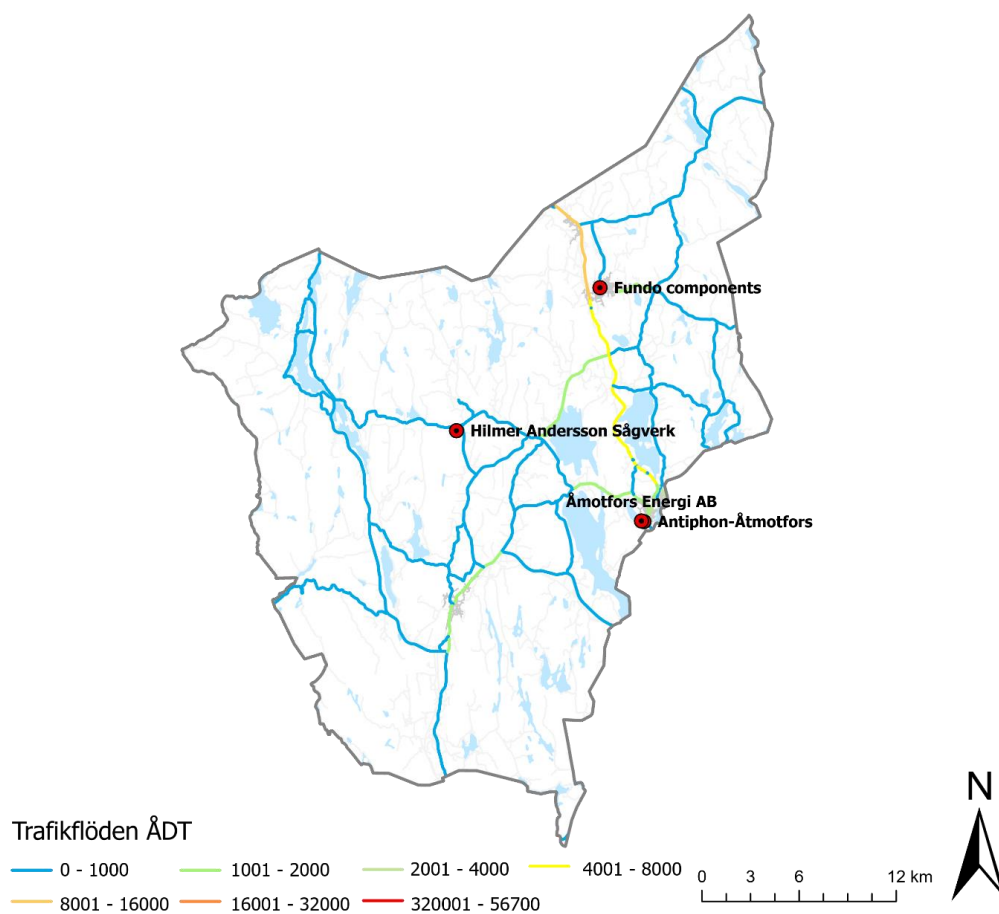 Fundo components
Hilmer Andersson Sågverk
Åmotfors Energi AB
Antiphon-Åtmotfors
N
Trafikflöden ÅDT
0 - 1000
1001 - 2000
2001 - 4000
4001 - 8000
8001 - 16000
16001 - 32000
320001 - 56700
0 3 6 12 km